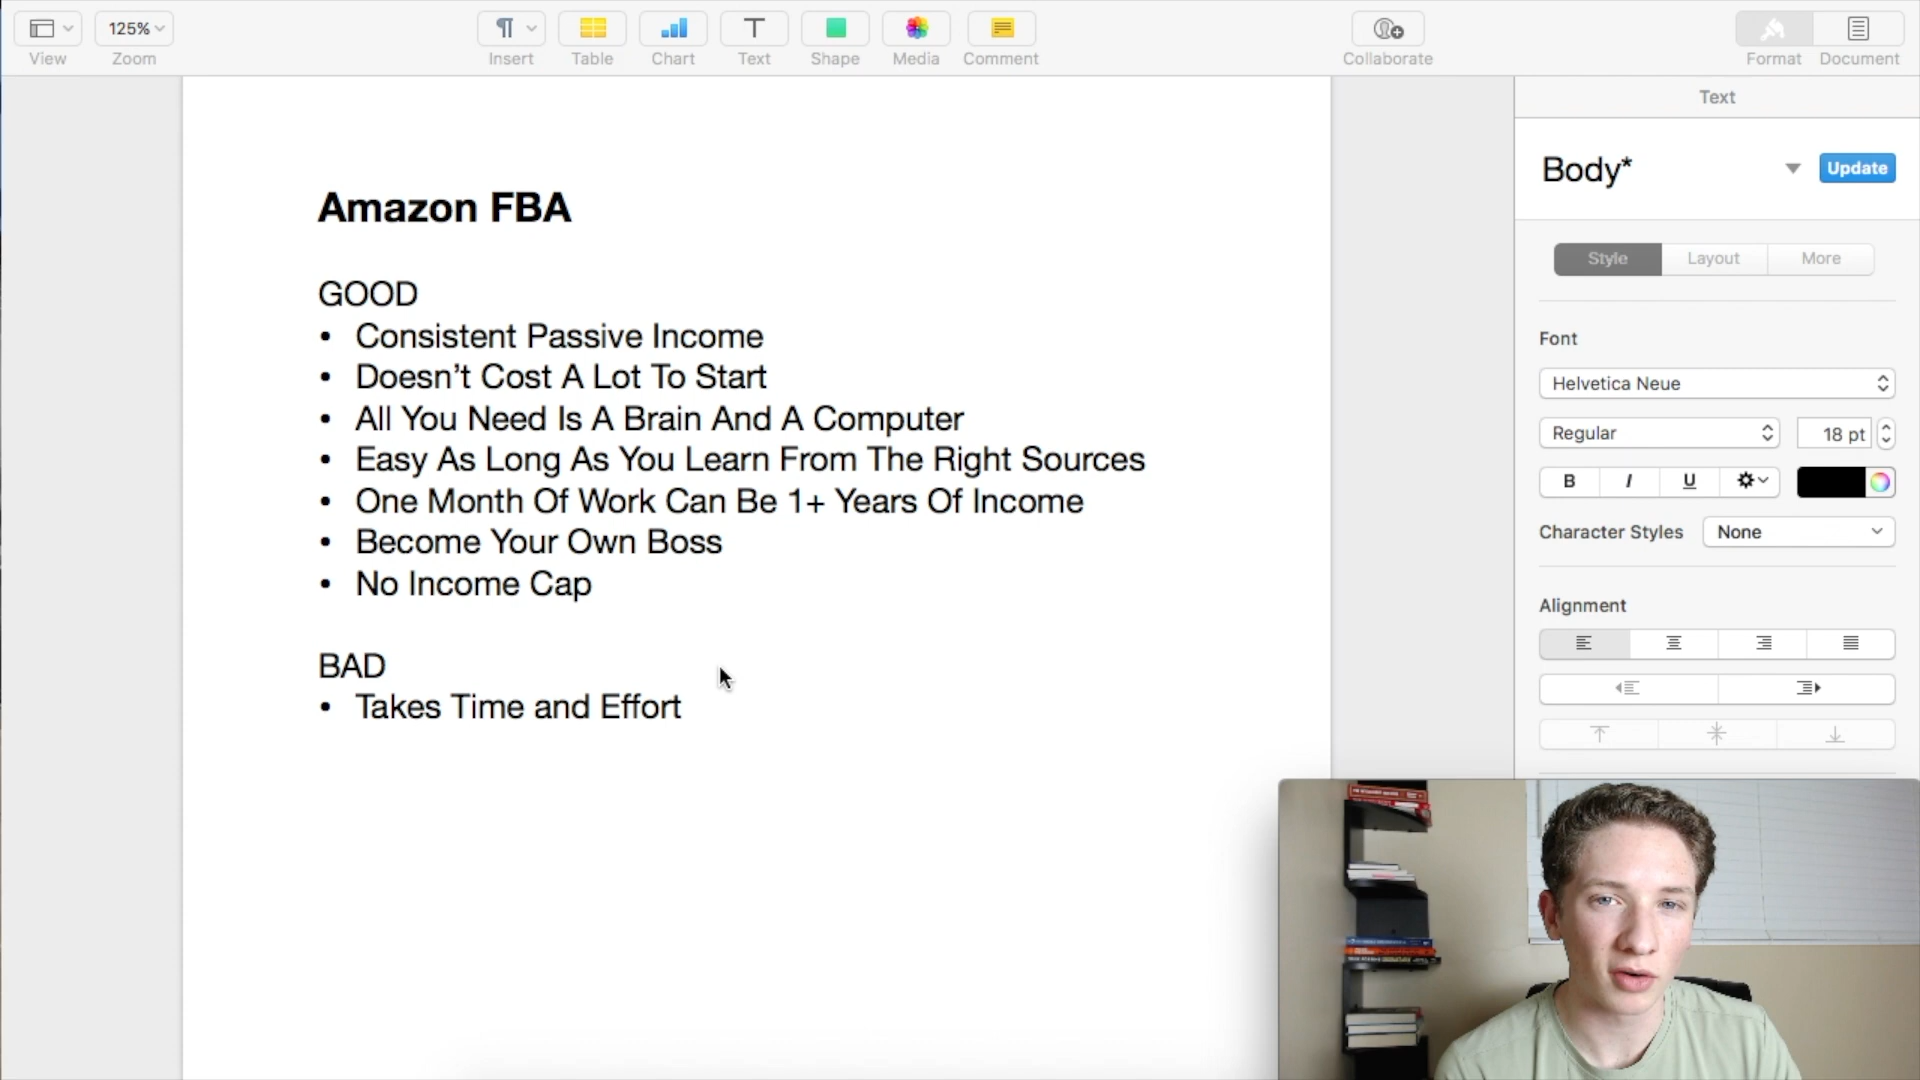 125%
View
Zoom
Insert
Table
Chart
T
Text
Shape
Media
Comment
Collaborate
Format
Document
Text
Body*
Update
Style
Layout
More
Font
Helvetica Neue
Regular
18 pt
B I U
Character Styles
None
Alignment
Amazon FBA
GOOD
• Consistent Passive Income
• Doesn’t Cost A Lot To Start
• All You Need Is A Brain And A Computer
• Easy As Long As You Learn From The Right Sources
• One Month Of Work Can Be 1+ Years Of Income
• Become Your Own Boss
• No Income Cap
BAD
• Takes Time and Effort